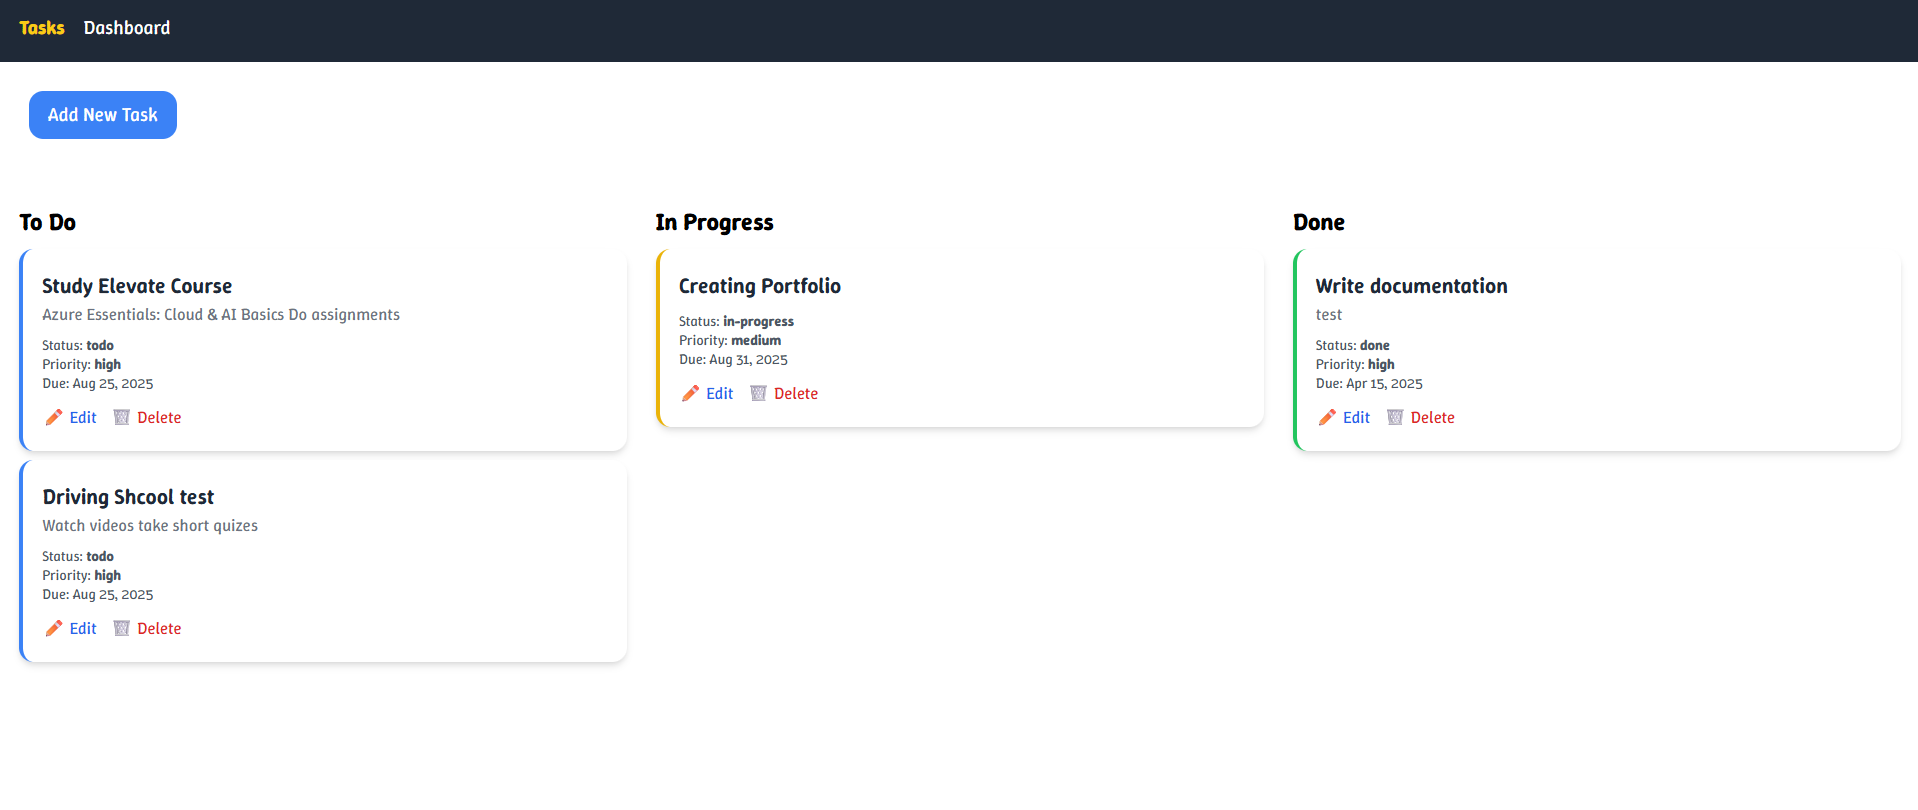 Tasks Dashboard
Add New Task
To Do
Study Elevate Course
Azure Essentials: Cloud & AI Basics Do assignments
Status: todo
Priority: high
Due: Aug 25, 2025
Edit Delete
Driving Shcool test
Watch videos take short quizes
Status: todo
Priority: high
Due: Aug 25, 2025
Edit Delete
In Progress
Creating Portfolio
Status: in-progress
Priority: medium
Due: Aug 31, 2025
Edit Delete
Done
Write documentation
test
Status: done
Priority: high
Due: Apr 15, 2025
Edit Delete